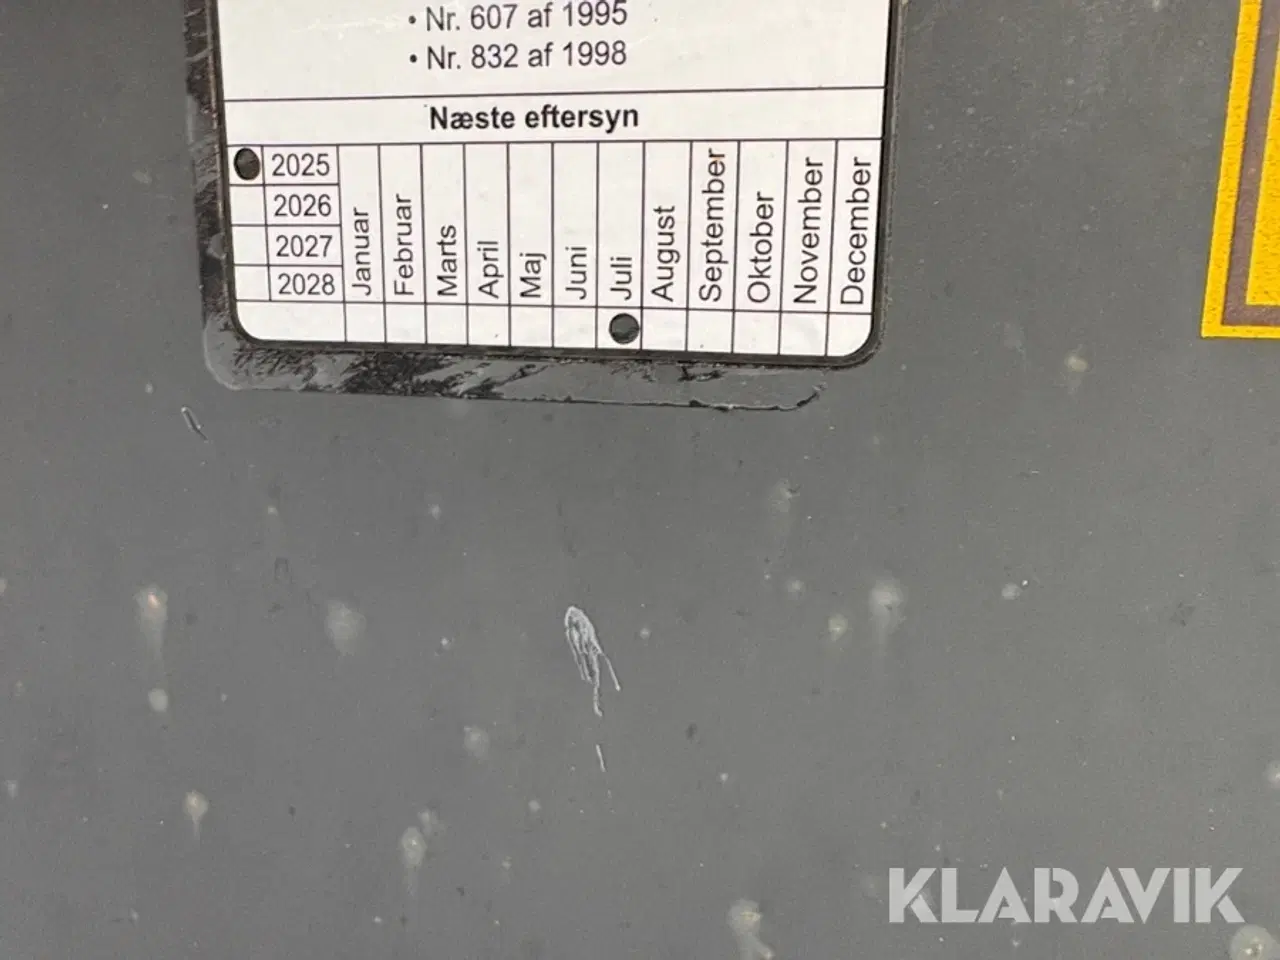 • Nr. 607 af 1995
• Nr. 832 af 1998
Næste eftersyn
2025
2026
2027
2028
Januar
Februar
Marts
April
Maj
Juni
Juli
August
September
Oktober
November
December
KLARAVIK